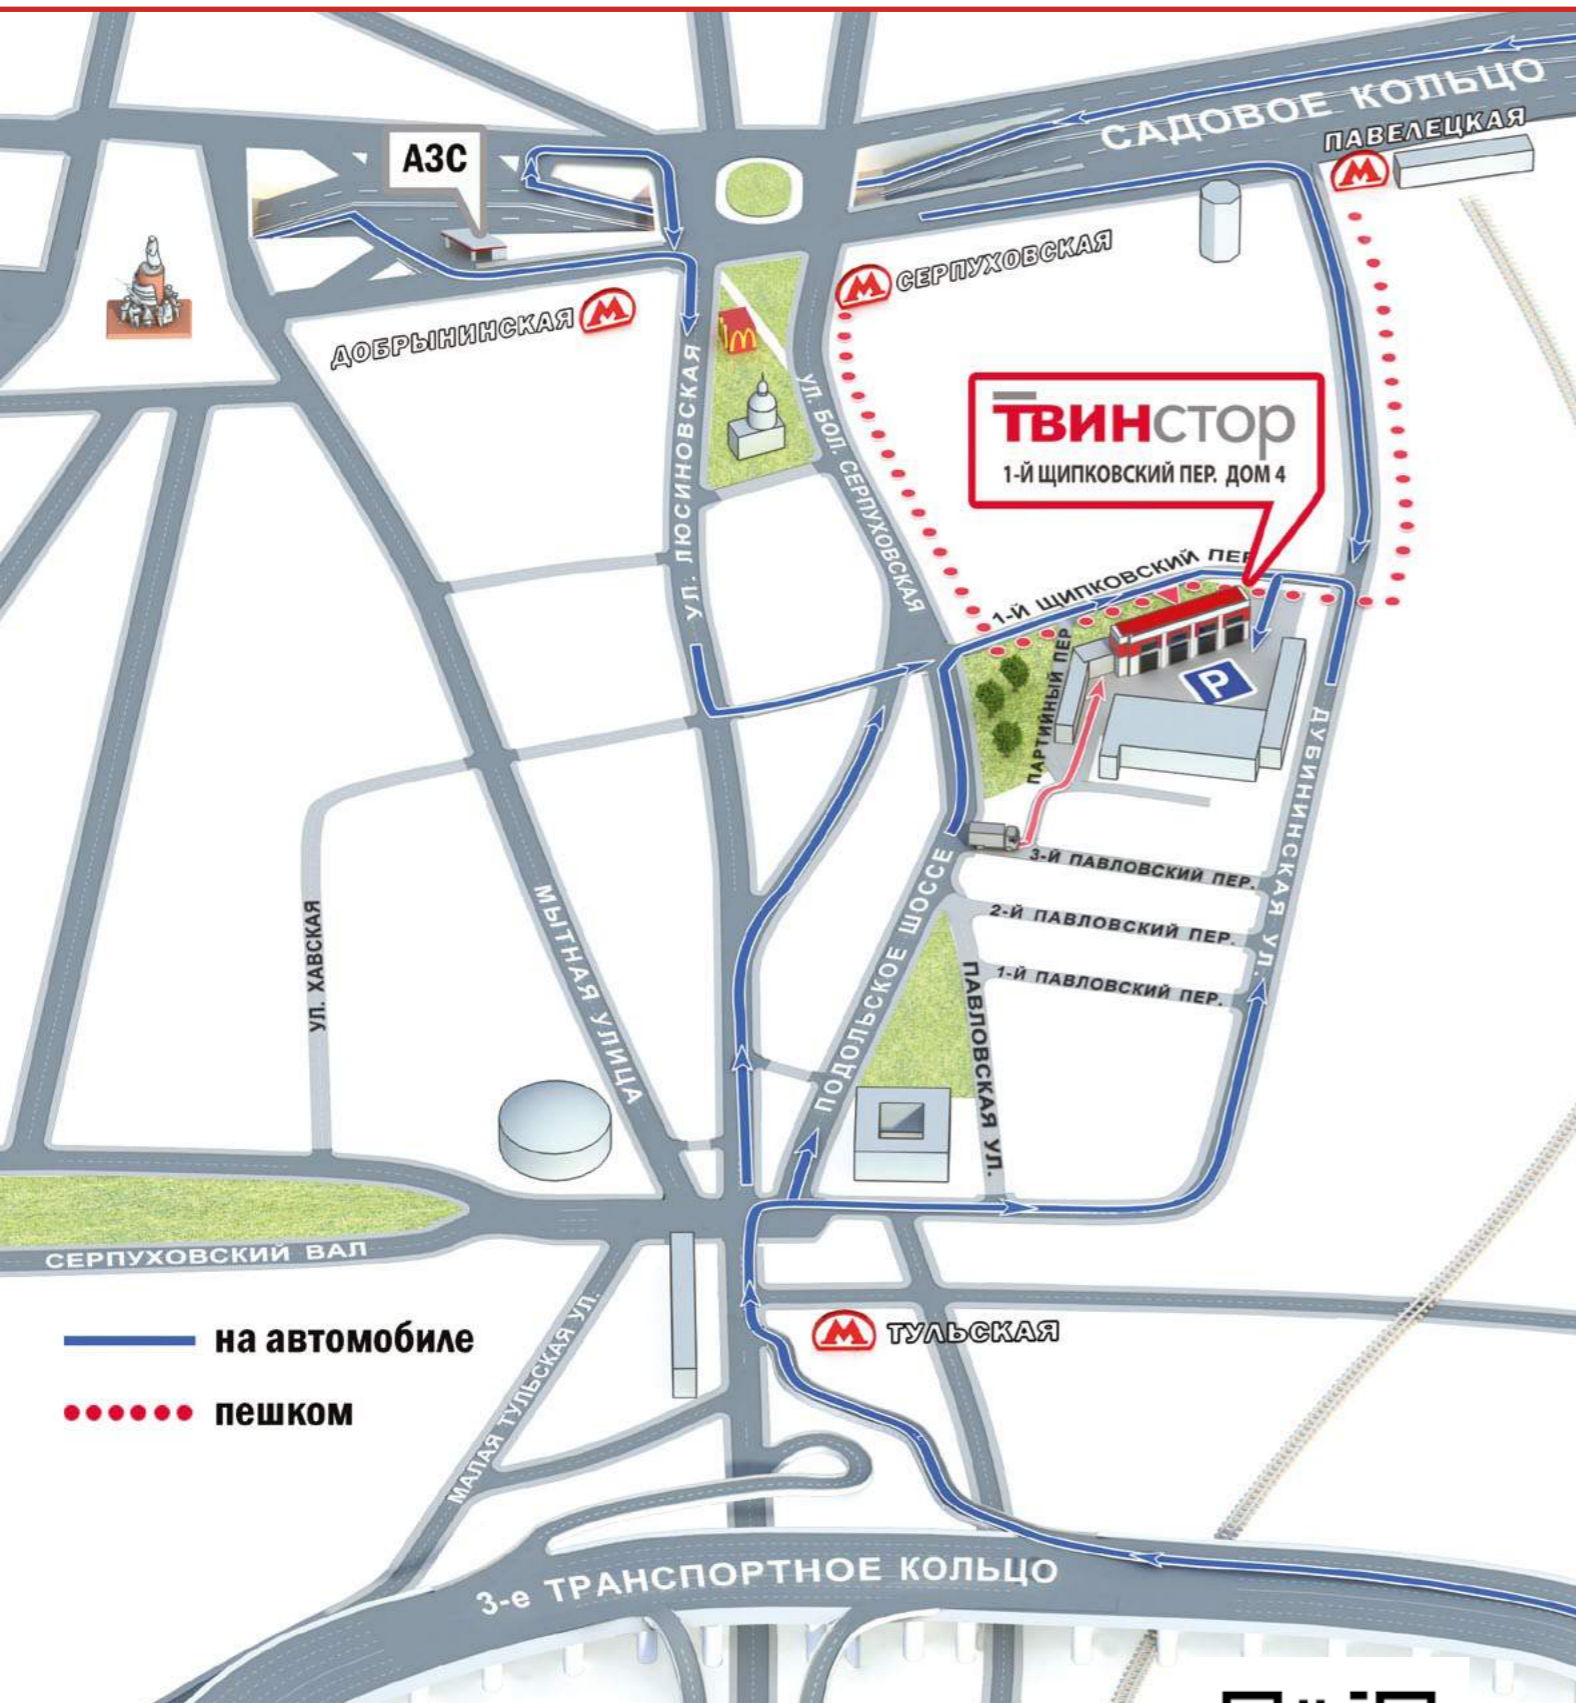 САДОВОЕ КОЛЬЦО
ПАВЕЛЕЦКАЯ
АЗС
СЕРПУХОВСКАЯ
ДОБРЫНИНСКАЯ
УЛ. ЛЮСИНОВСКАЯ
УЛ. БОЛ. СЕРПУХОВСКАЯ
ТВИНСТОР
1-Й ЩИПКОВСКИЙ ПЕР. ДОМ 4
1-Й ЩИПКОВСКИЙ ПЕР
ПАРТИЙНЫЙ ПЕР
P
ДУБИНИНСКАЯ УЛ.
3-Й ПАВЛОВСКИЙ ПЕР.
2-Й ПАВЛОВСКИЙ ПЕР.
1-Й ПАВЛОВСКИЙ ПЕР.
ПАВЛОВСКАЯ УЛ.
ПОДОЛЬСКОЕ ШОССЕ
МЫТНАЯ УЛИЦА
УЛ. ХАВСКАЯ
СЕРПУХОВСКИЙ ВАЛ
МАЛАЯ ТУЛЬСКАЯ УЛ.
ТУЛЬСКАЯ
на автомобиле
пешком
3-е ТРАНСПОРТНОЕ КОЛЬЦО